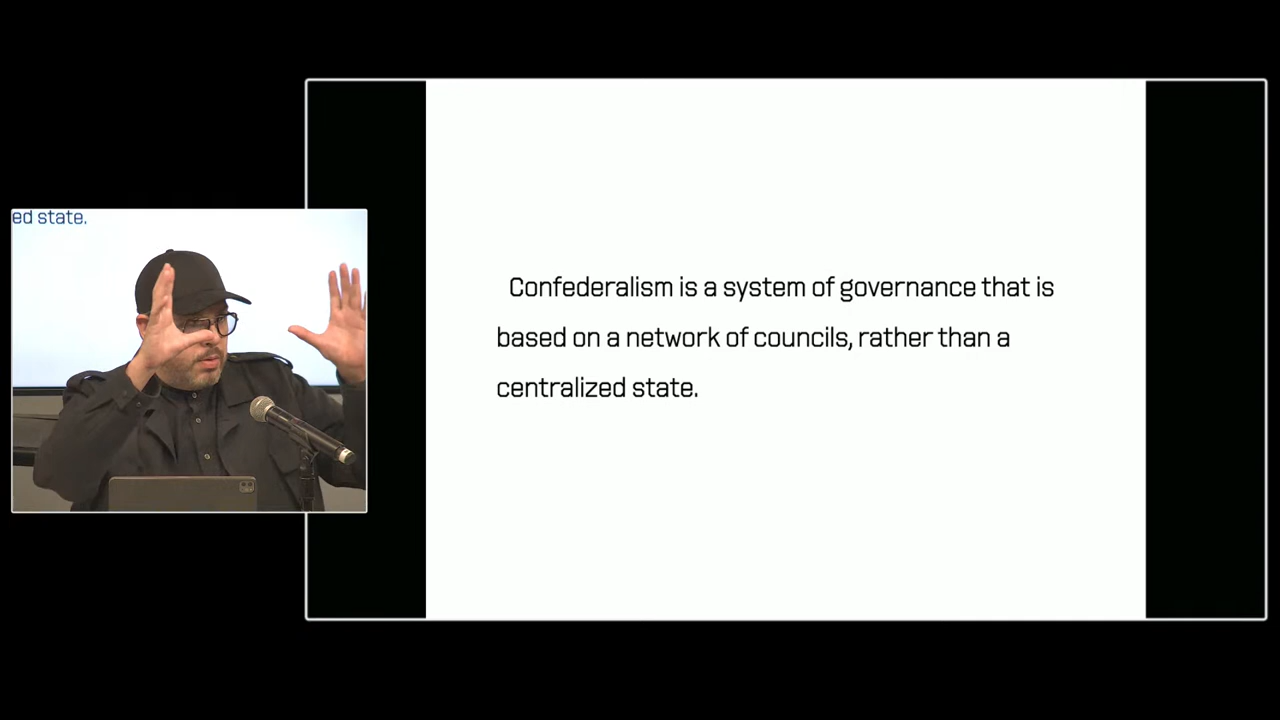 ed state.
Confederalism is a system of governance that is
based on a network of councils, rather than a
centralized state.